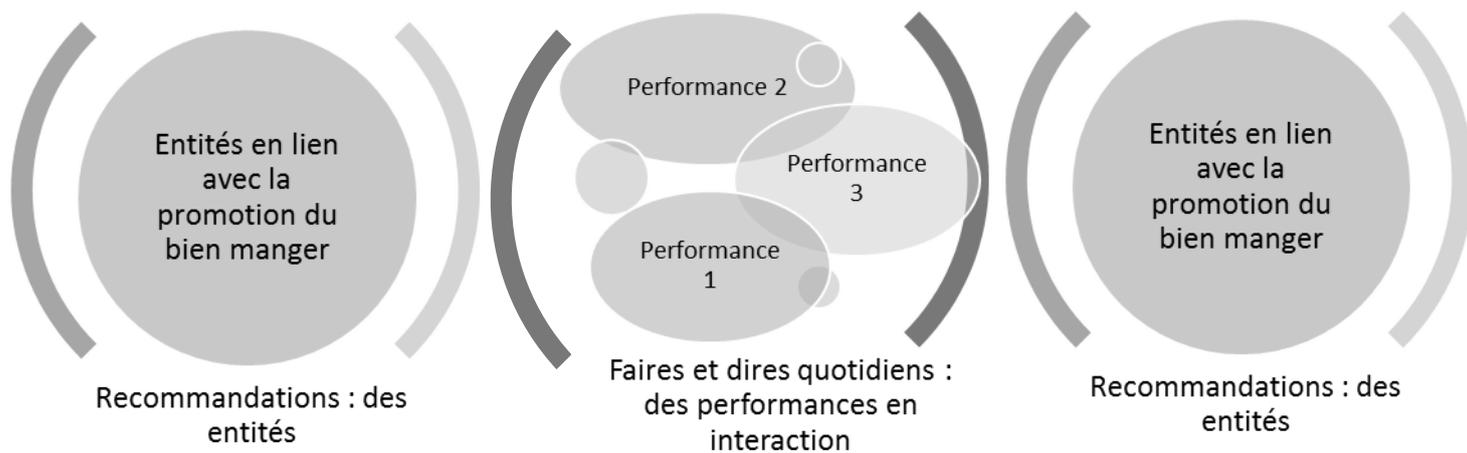 Entités en lien
avec la
promotion du
bien manger
Recommandations : des
entités
Performance 2
Performance
3
Performance
1
Faires et dires quotidiens :
des performances en
interaction
Entités en lien
avec la
promotion du
bien manger
Recommandations : des
entités